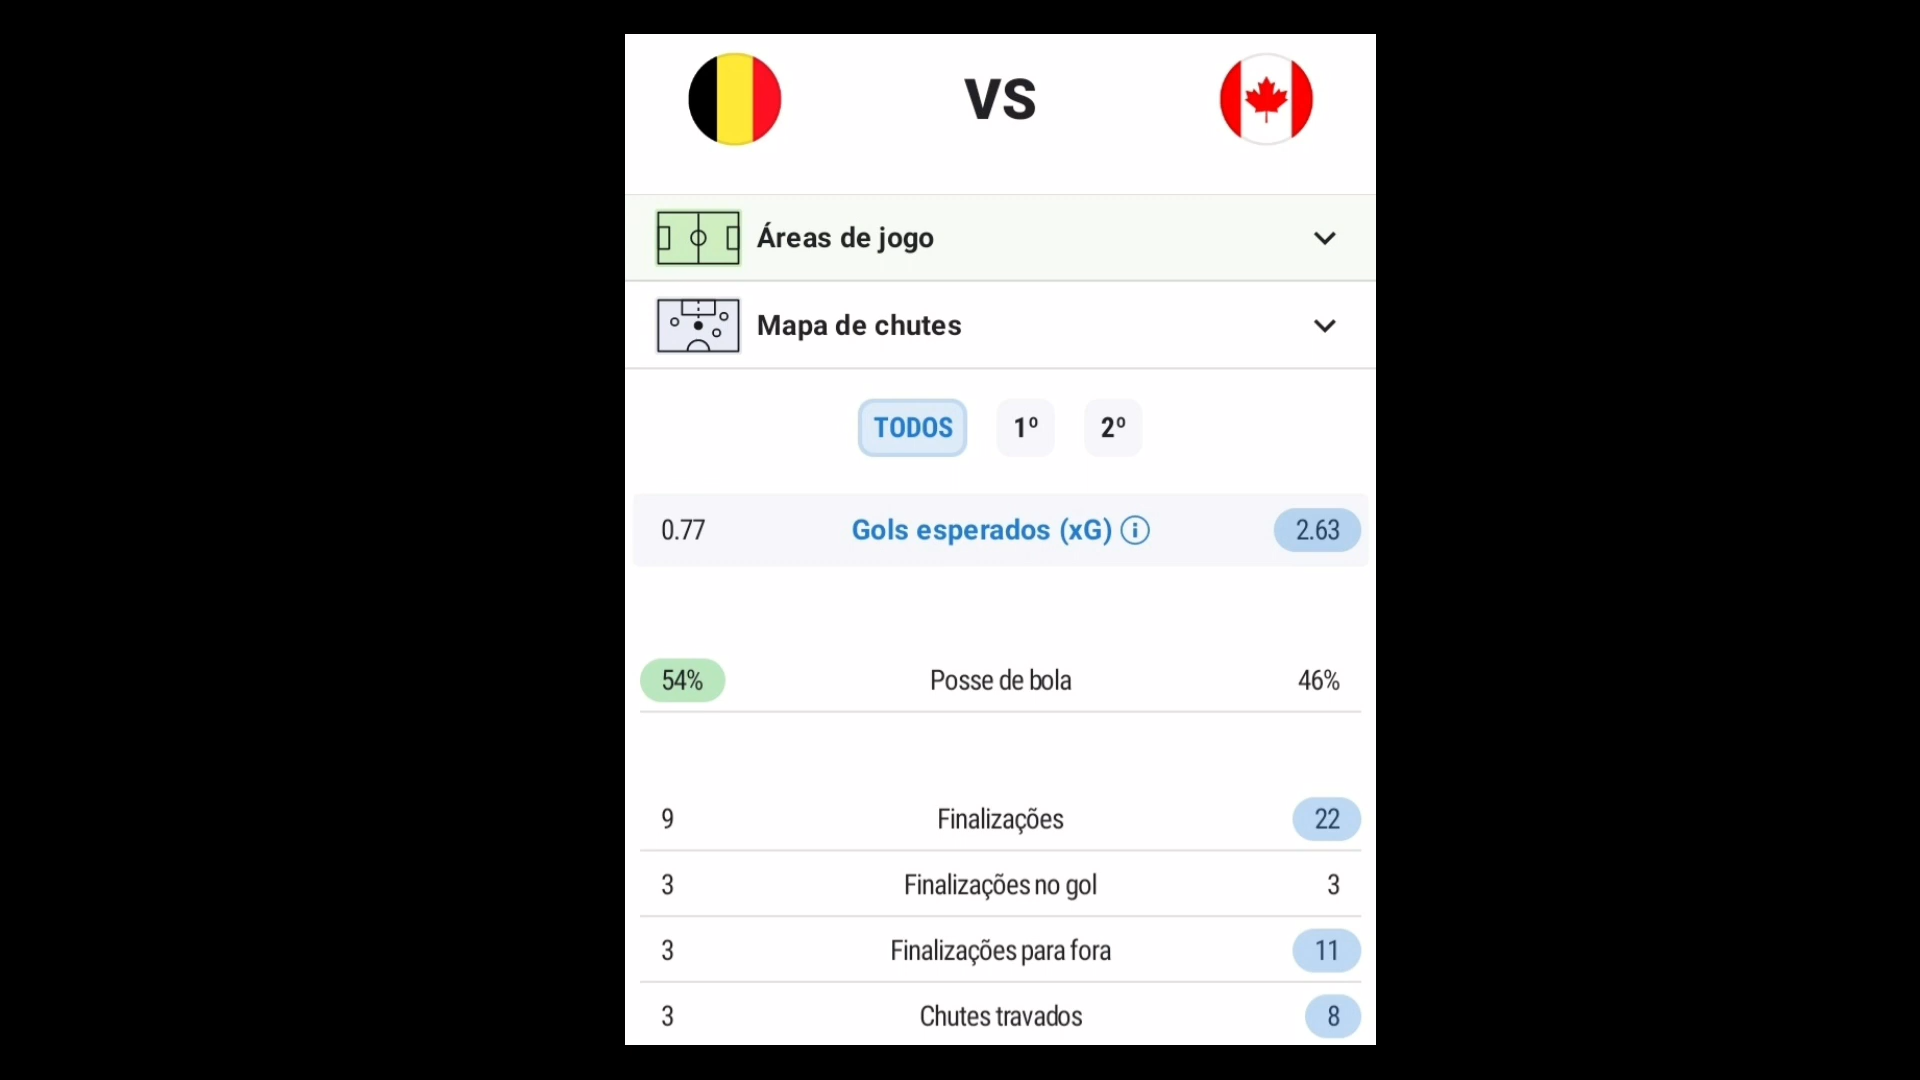 VS
Áreas de jogo
Mapa de chutes
TODOS 1º 2º
0.77 Gols esperados (xG) i 2.63
54% Posse de bola 46%
9 Finalizações 22
3 Finalizações no gol 3
3 Finalizações para fora 11
3 Chutes travados 8